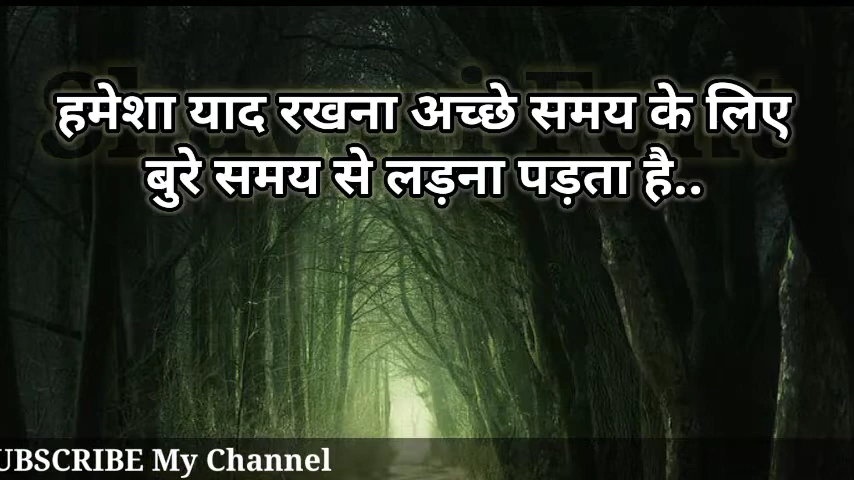 हमेशा याद रखना अच्छे समय के लिए
बुरे समय से लड़ना पड़ता है..
UBSCRIBE My Channel